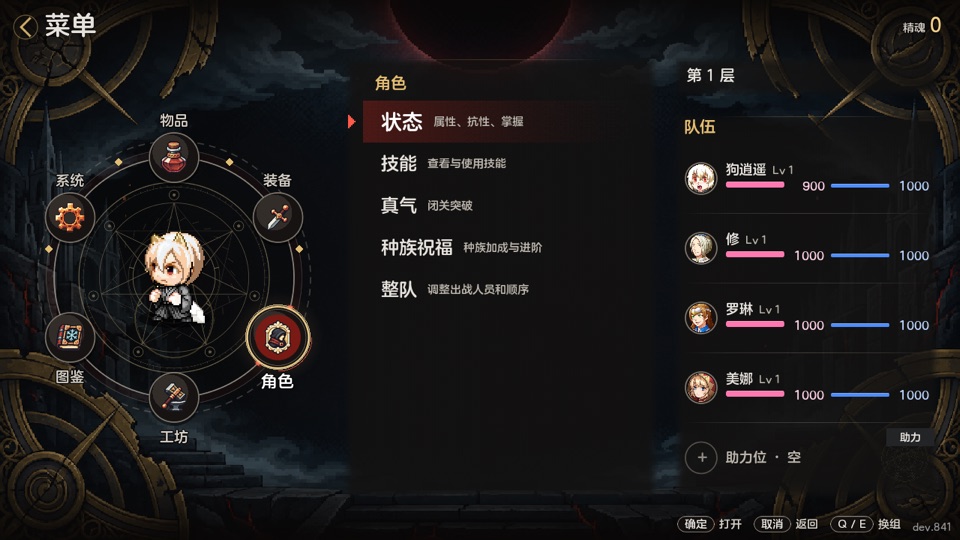 菜单
精魂 0
物品
系统
装备
图鉴
角色
工坊
角色
状态 属性、抗性、掌握
技能 查看与使用技能
真气 闭关突破
种族祝福 种族加成与进阶
整队 调整出战人员和顺序
第 1 层
队伍
狗逍遥 Lv 1
900 1000
修 Lv 1
1000 1000
罗琳 Lv 1
1000 1000
美娜 Lv 1
1000 1000
助力
+ 助力位 · 空
确定 打开 取消 返回 Q / E 换组 dev.841